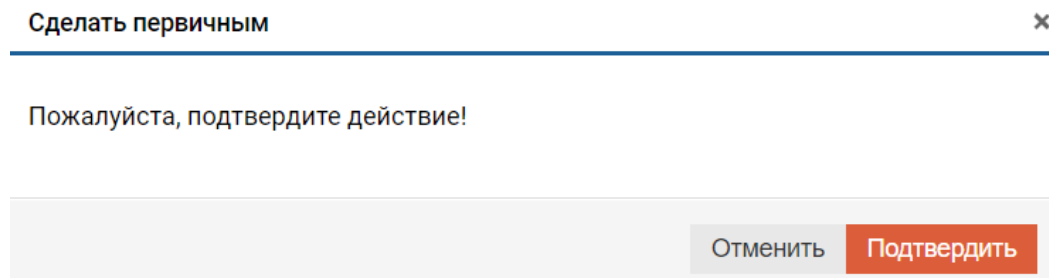 Сделать первичным
Пожалуйста, подтвердите действие!
Отменить Подтвердить